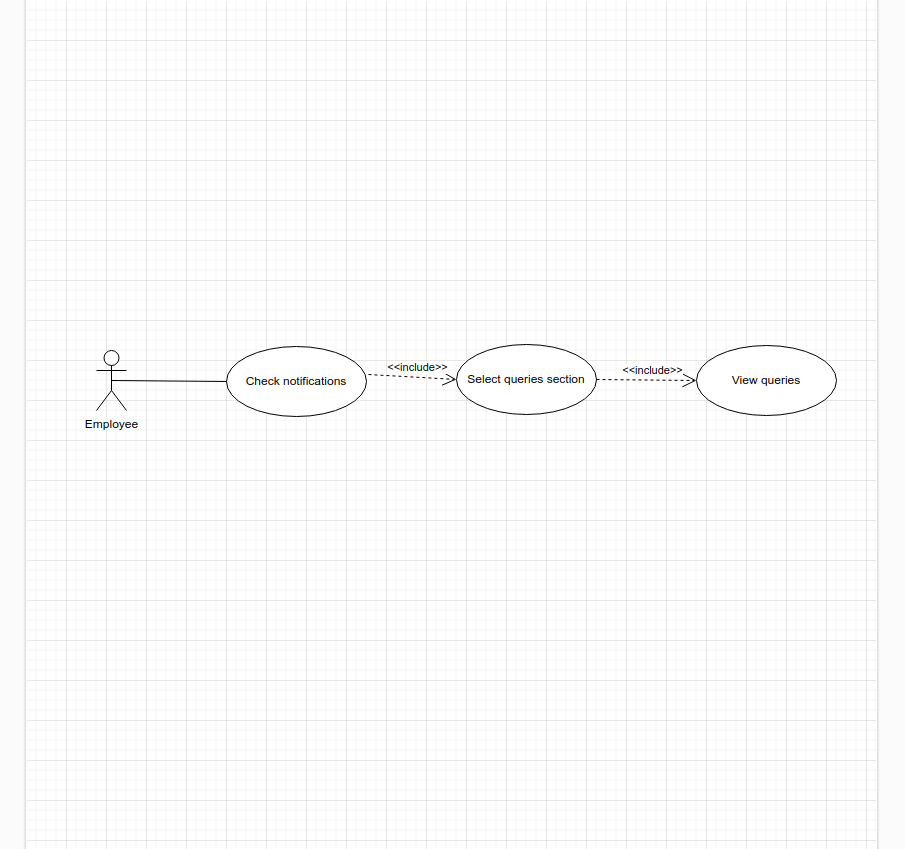 Employee
Check notifications
<<include>>
Select queries section
<<include>>
View queries